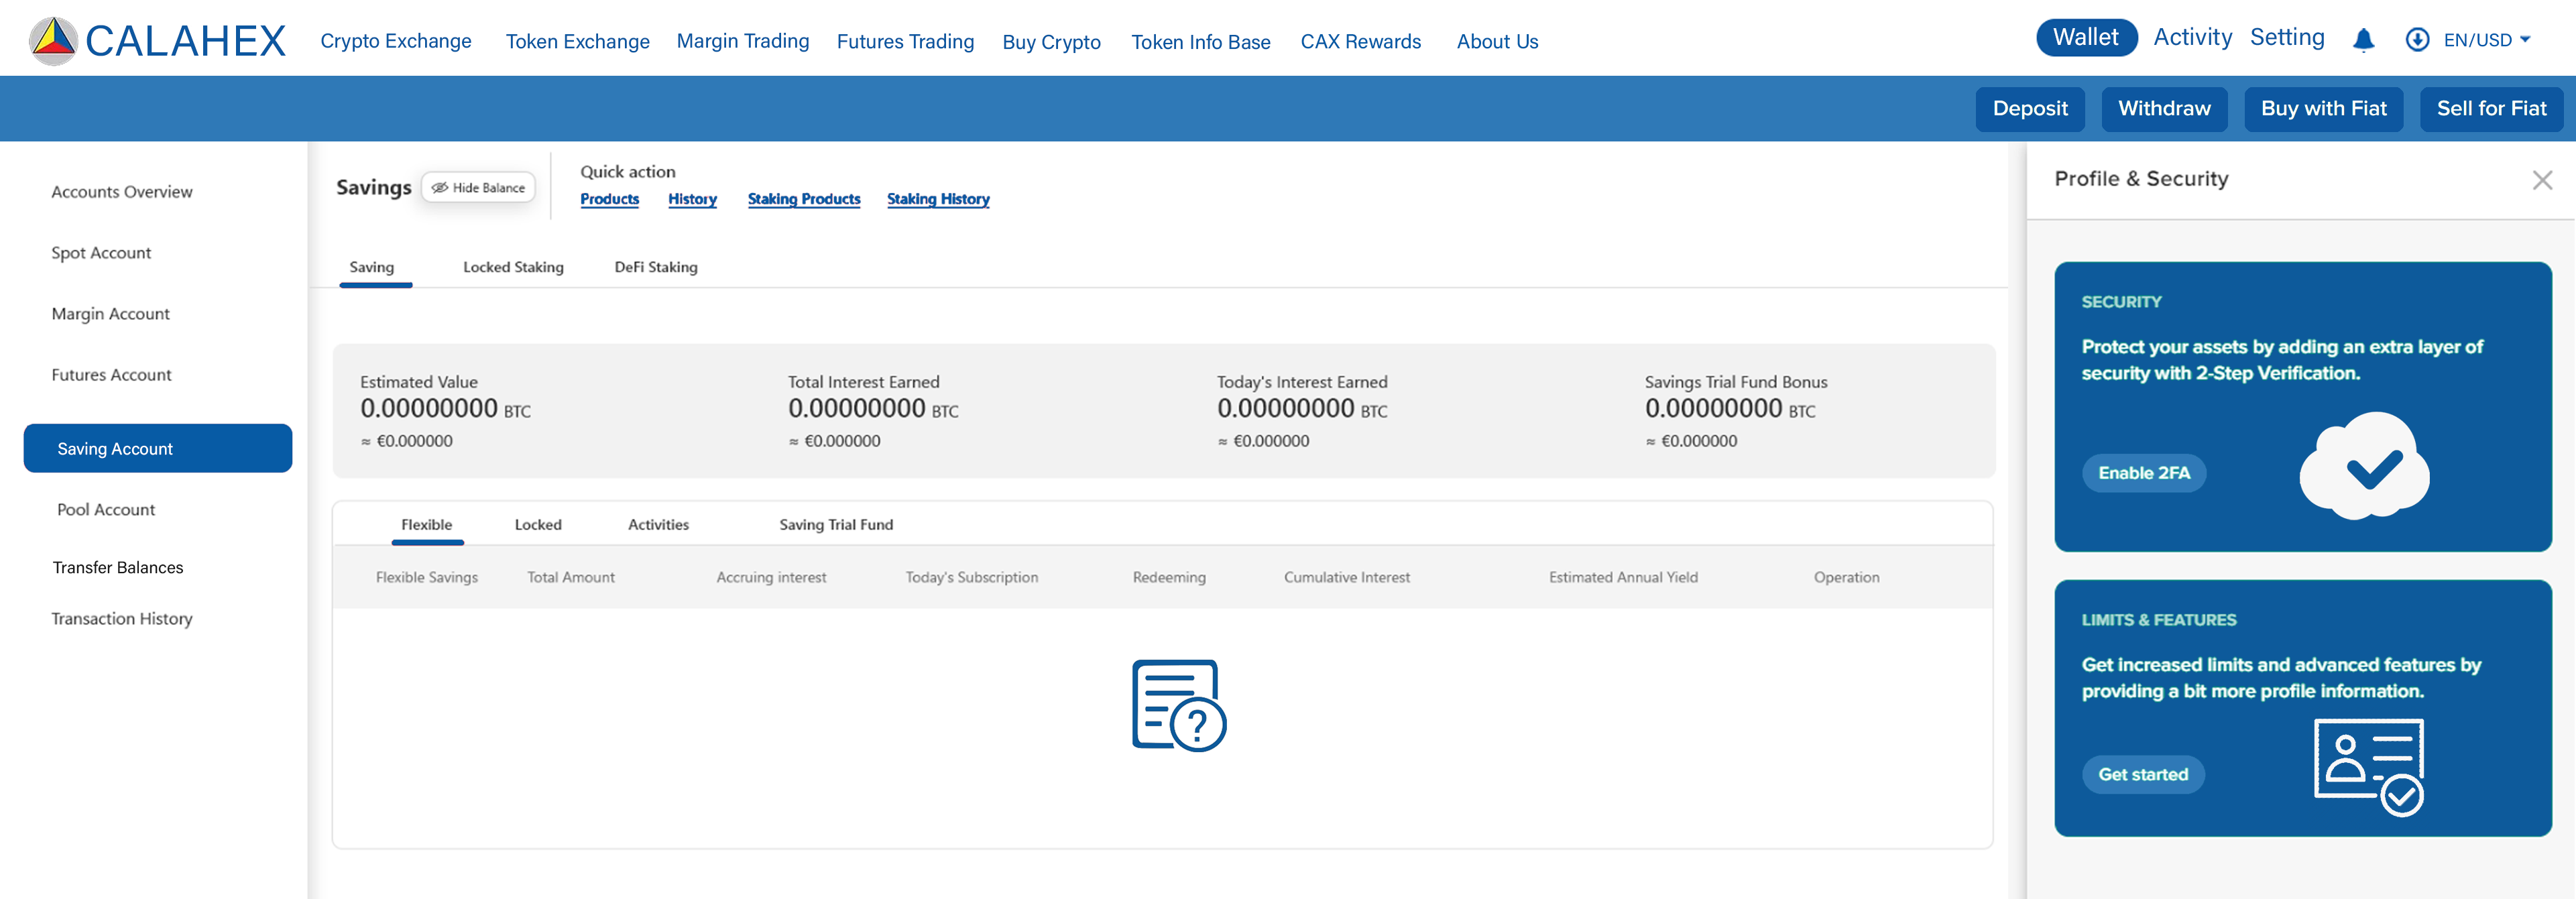 CALAHEX
Crypto Exchange Token Exchange Margin Trading Futures Trading Buy Crypto Token Info Base CAX Rewards About Us
Wallet Activity Setting EN/USD
Deposit Withdraw Buy with Fiat Sell for Fiat
Accounts Overview
Spot Account
Margin Account
Futures Account
Saving Account
Pool Account
Transfer Balances
Transaction History
Savings Hide Balance
Quick action
Products History Staking Products Staking History
Saving Locked Staking DeFi Staking
Estimated Value
0.00000000 BTC
≈ €0.000000
Total Interest Earned
0.00000000 BTC
≈ €0.000000
Today's Interest Earned
0.00000000 BTC
≈ €0.000000
Savings Trial Fund Bonus
0.00000000 BTC
≈ €0.000000
Flexible Locked Activities Saving Trial Fund
Flexible Savings Total Amount Accruing interest Today's Subscription Redeeming Cumulative Interest Estimated Annual Yield Operation
?
Profile & Security
SECURITY
Protect your assets by adding an extra layer of
security with 2-Step Verification.
Enable 2FA
LIMITS & FEATURES
Get increased limits and advanced features by
providing a bit more profile information.
Get started